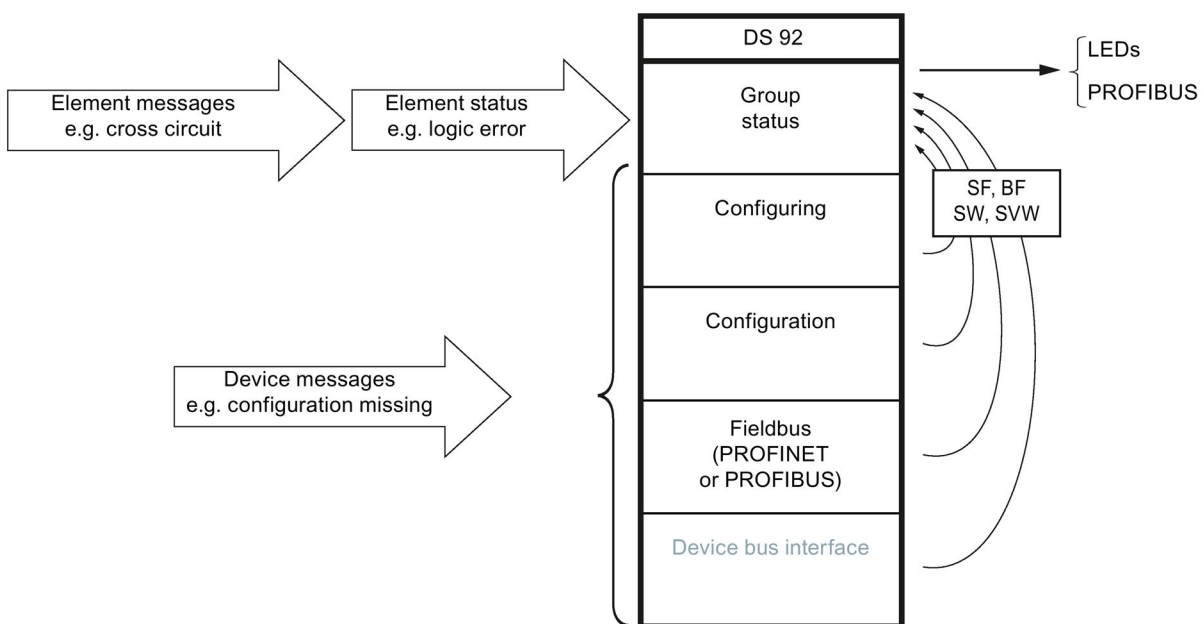 DS 92
LEDs
PROFIBUS
Element messages
e.g. cross circuit
Element status
e.g. logic error
Group
status
SF, BF
SW, SVW
Configuring
Configuration
Device messages
e.g. configuration missing
Fieldbus
(PROFINET
or PROFIBUS)
Device bus interface